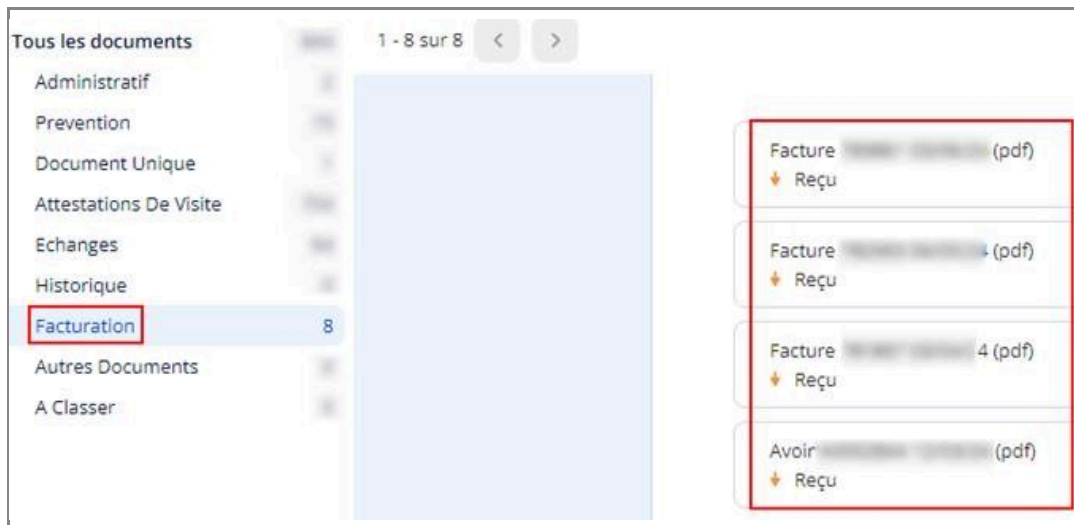 Tous les documents
Administratif
Prevention
Document Unique
Attestations De Visite
Echanges
Historique
Facturation 8
Autres Documents
A Classer
1 - 8 sur 8
Facture (pdf)
Reçu
Facture (pdf)
Reçu
Facture 4 (pdf)
Reçu
Avoir (pdf)
Reçu